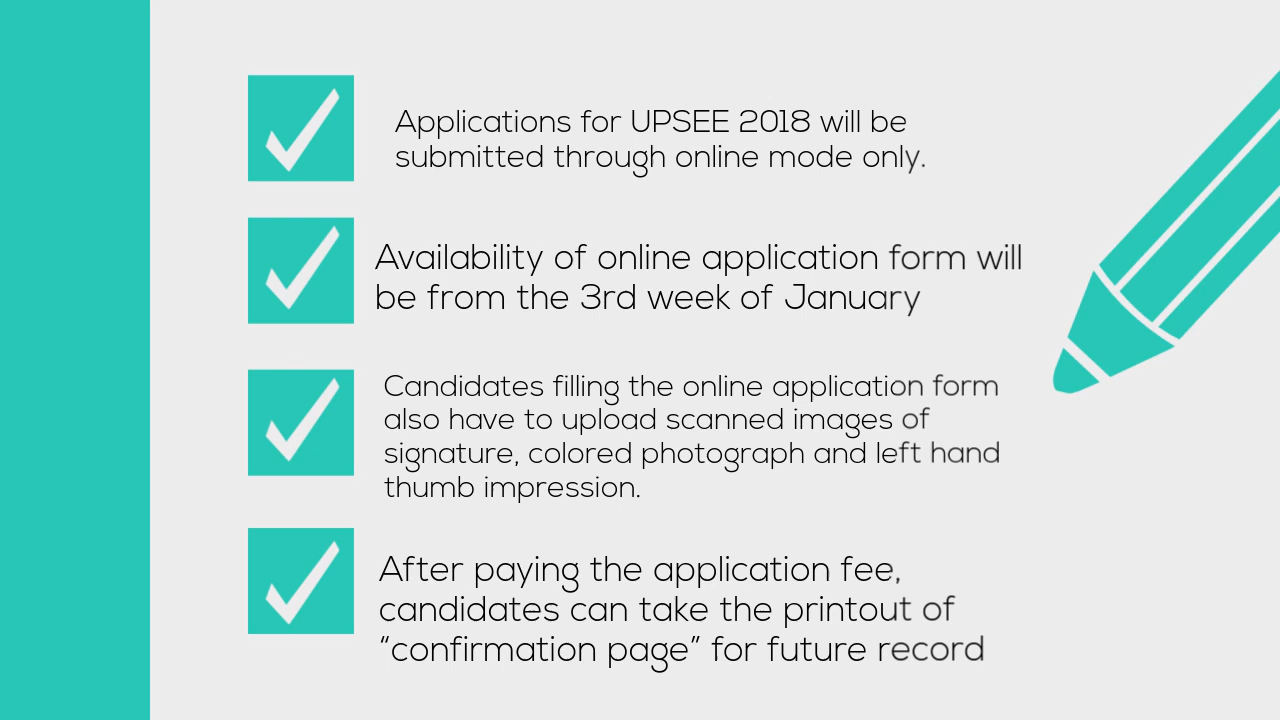 Applications for UPSEE 2018 will be
submitted through online mode only.
Availability of online application form will
be from the 3rd week of January
Candidates filling the online application form
also have to upload scanned images of
signature, colored photograph and left hand
thumb impression.
After paying the application fee,
candidates can take the printout of
“confirmation page” for future record